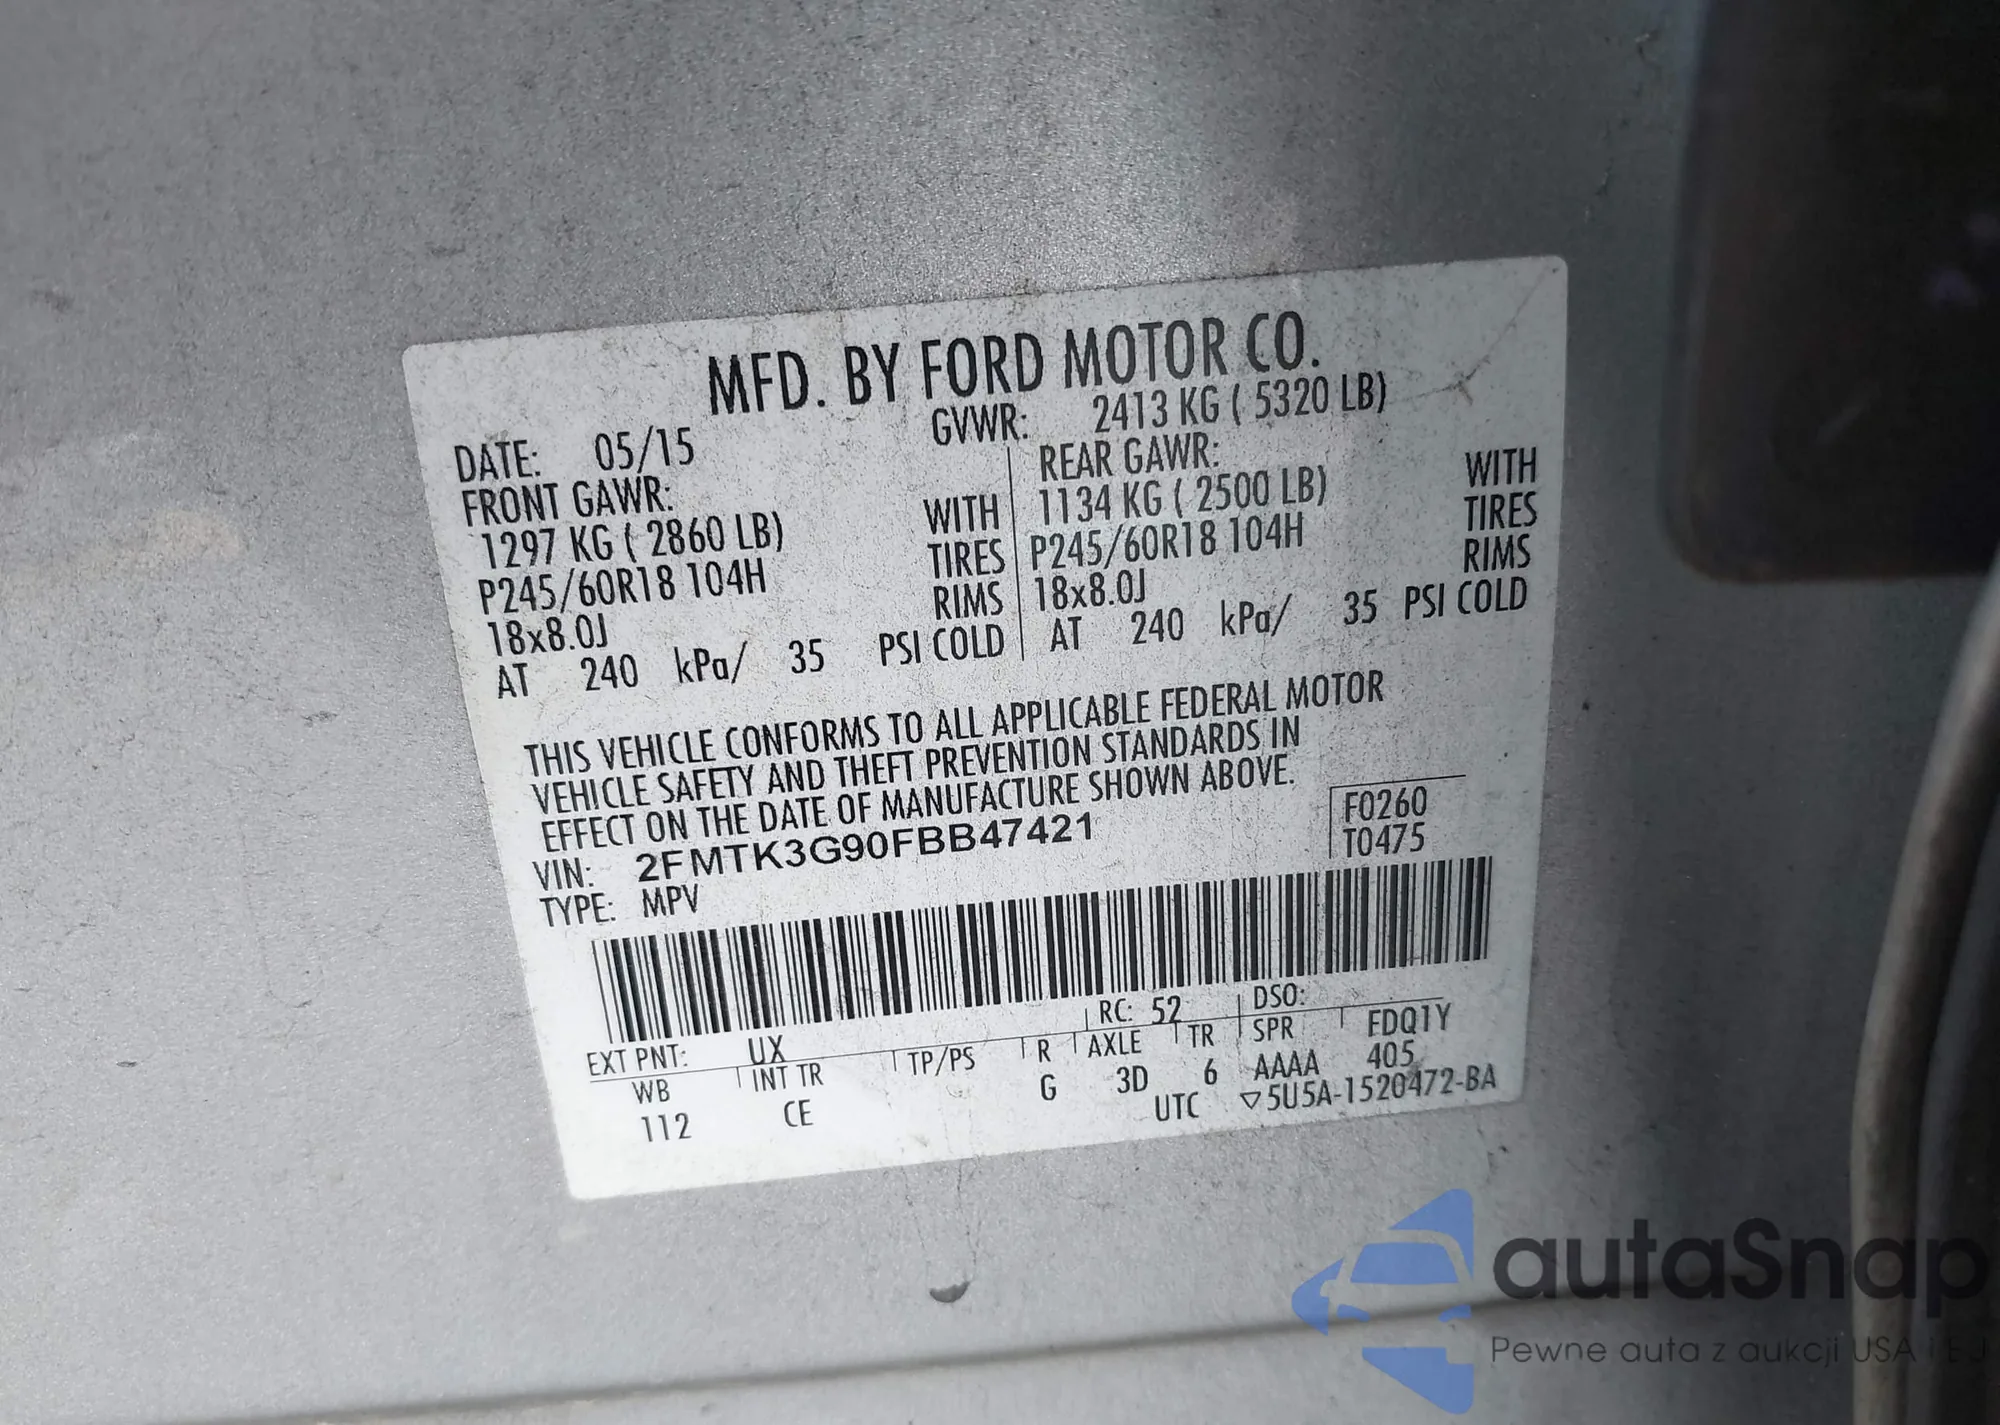 MFD. BY FORD MOTOR CO.
DATE: 05/15 GVWR: 2413 KG ( 5320 LB)
FRONT GAWR: REAR GAWR:
1297 KG ( 2860 LB) WITH 1134 KG ( 2500 LB) WITH
P245/60R18 104H TIRES P245/60R18 104H TIRES
18x8.0J RIMS 18x8.0J RIMS
AT 240 kPa/ 35 PSI COLD AT 240 kPa/ 35 PSI COLD
THIS VEHICLE CONFORMS TO ALL APPLICABLE FEDERAL MOTOR
VEHICLE SAFETY AND THEFT PREVENTION STANDARDS IN
EFFECT ON THE DATE OF MANUFACTURE SHOWN ABOVE.
VIN: 2FMTK3G90FBB47421
TYPE: MPV
F0260
T0475
EXT PNT: UX RC: 52 DSO:
WB INT TR TP/PS R AXLE TR SPR FDQ1Y
112 CE G 3D 6 AAAA 405
UTC ▽5U5A-1520472-BA
autaSnap
Pewne auta z aukcji USA i EU